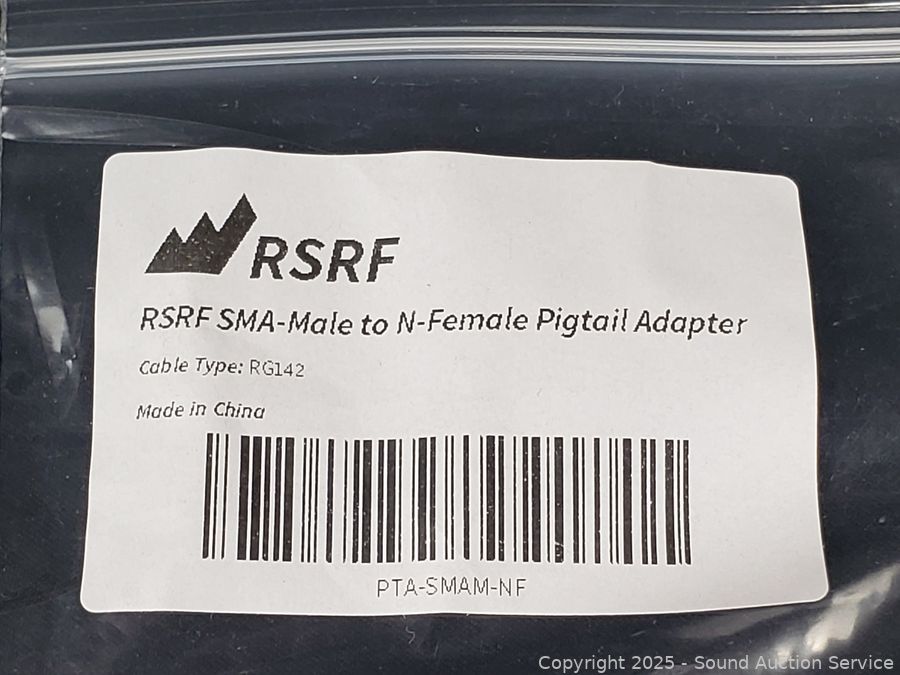 RSRF
RSRF SMA-Male to N-Female Pigtail Adapter
Cable Type: RG142
Made in China
PTA-SMAM-NF
Copyright 2025 - Sound Auction Service